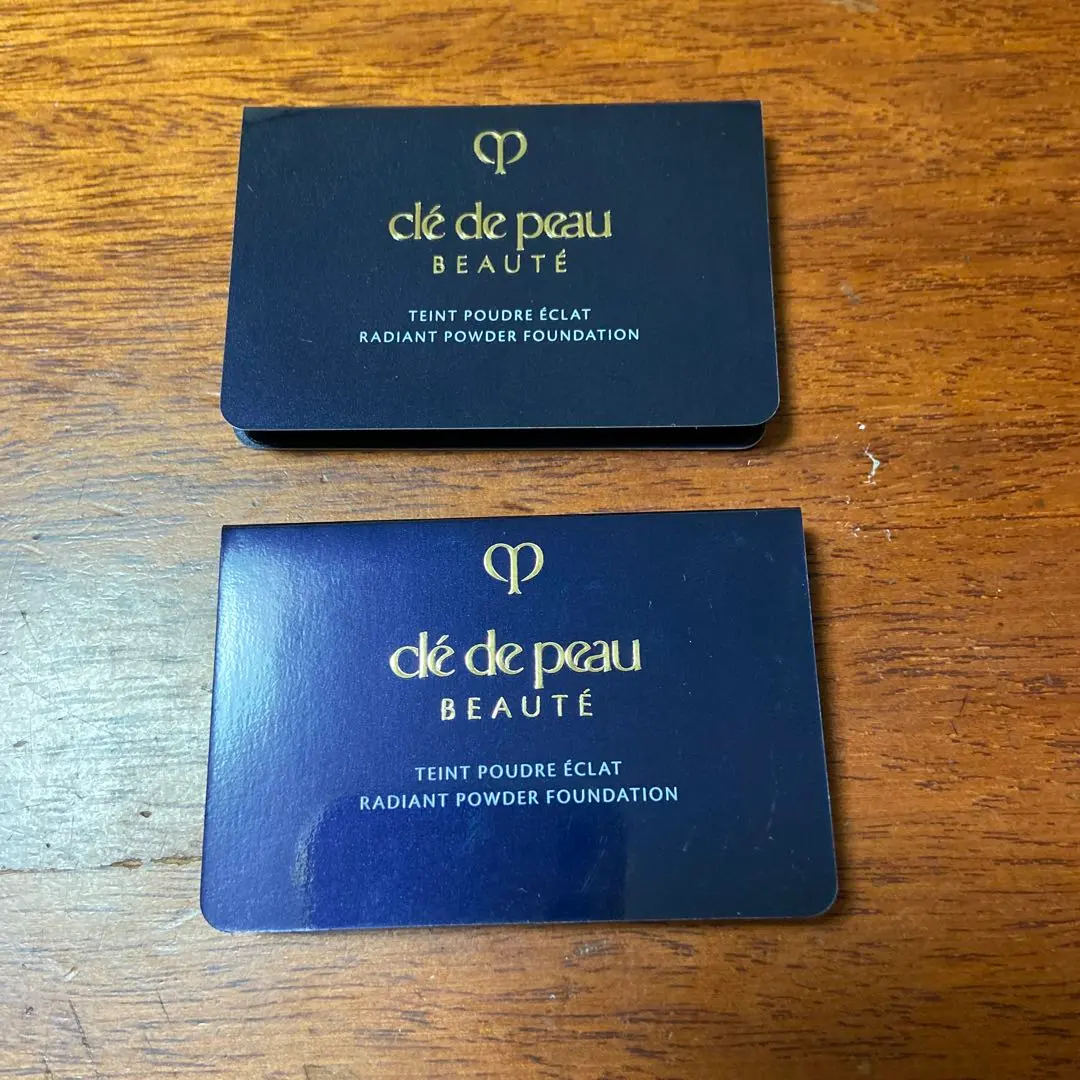 clé de peau
BEAUTÉ
TEINT POUDRE ÉCLAT
RADIANT POWDER FOUNDATION
clé de peau
BEAUTÉ
TEINT POUDRE ÉCLAT
RADIANT POWDER FOUNDATION